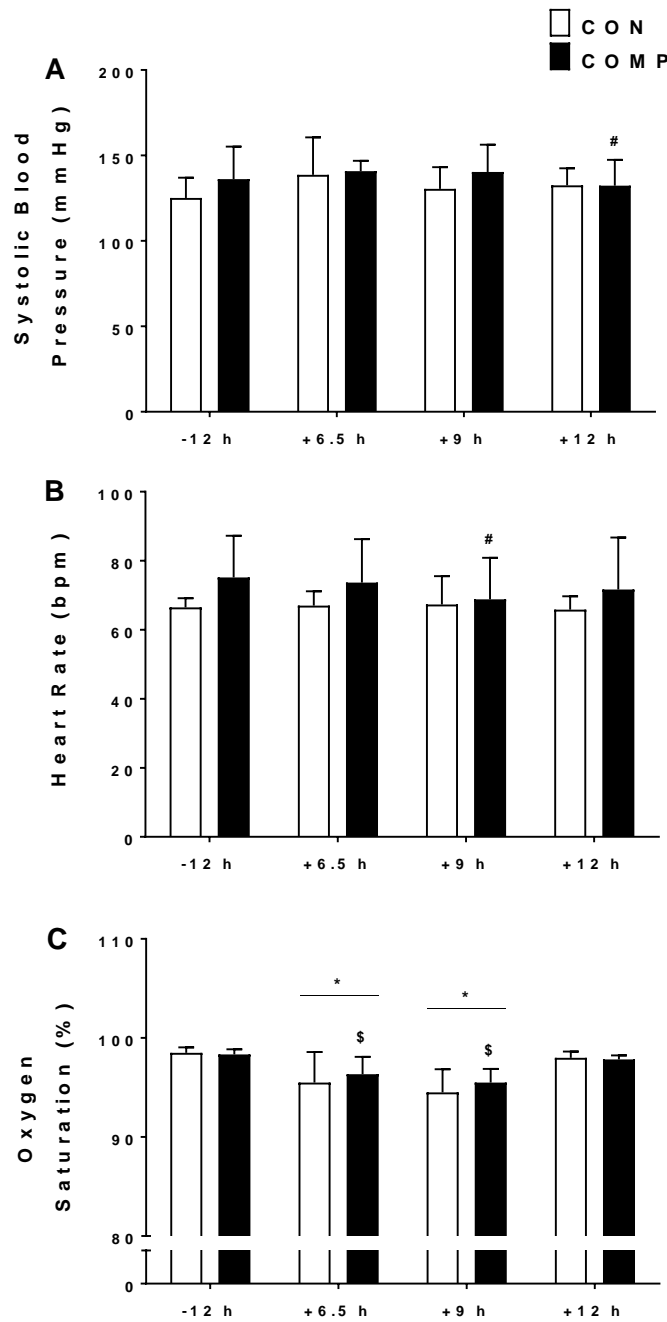 CON
COMP
A
Systolic Blood
Pressure (mmHg)
200
150
100
50
0
#
-12 h
+6.5 h
+9 h
+12 h
B
Heart Rate (bpm)
100
80
60
40
20
0
#
-12 h
+6.5 h
+9 h
+12 h
C
Oxygen
Saturation (%)
110
100
90
80
80
0
*
*
$
$
-12 h
+6.5 h
+9 h
+12 h